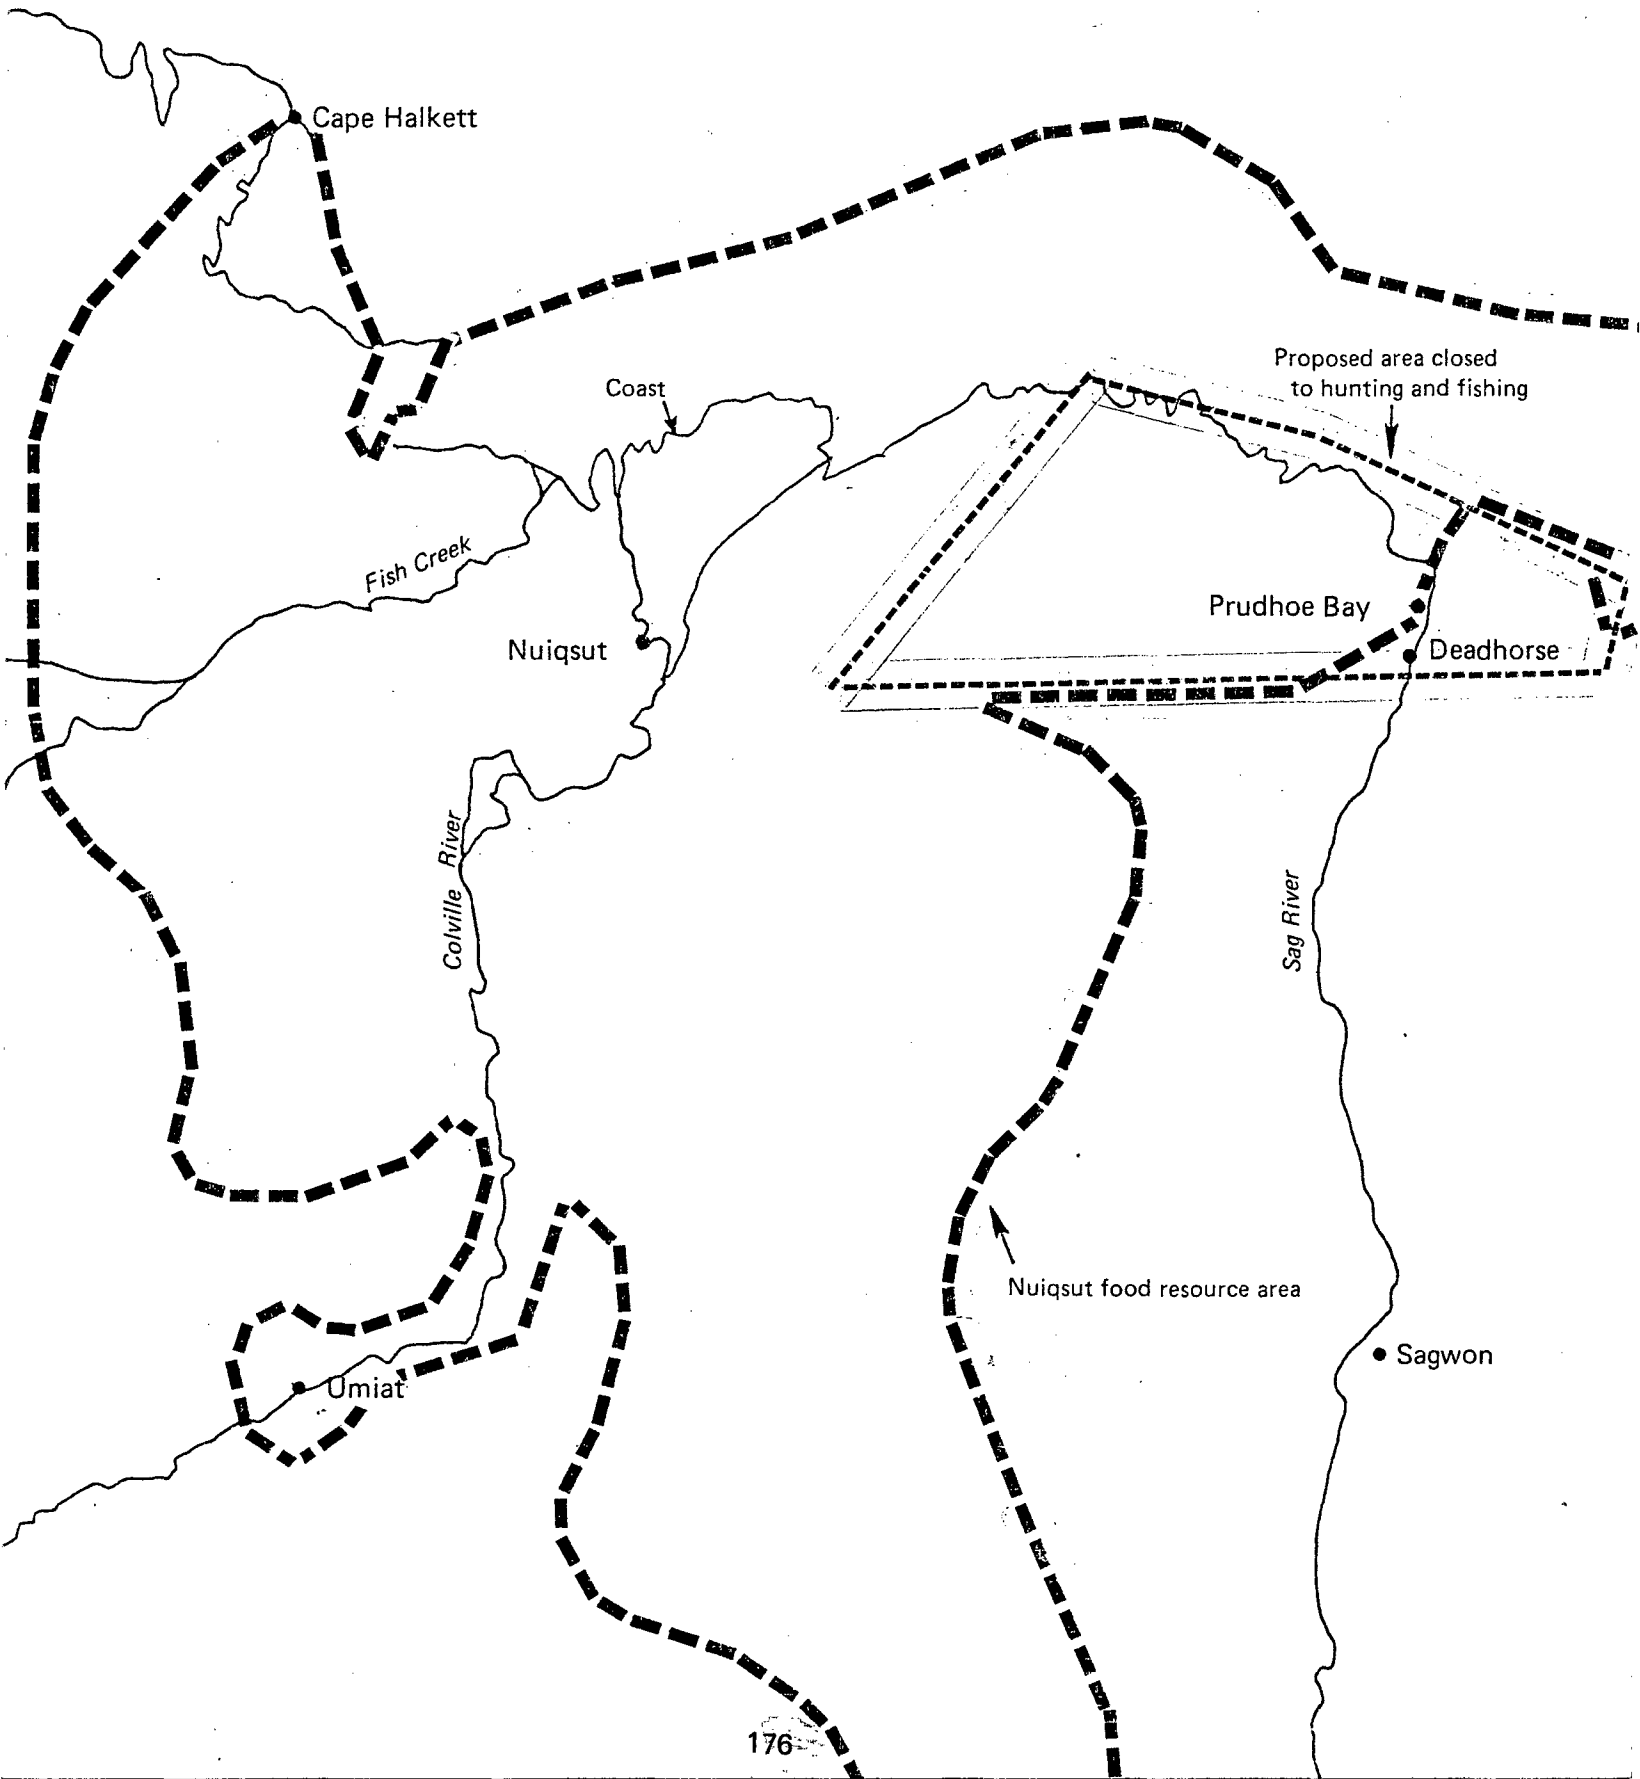 Cape Halkett
Proposed area closed
to hunting and fishing
Coast
Fish Creek
Prudhoe Bay
Nuiqsut
Deadhorse
Colville River
Sag River
Nuiqsut food resource area
Sagwon
Umiat
176